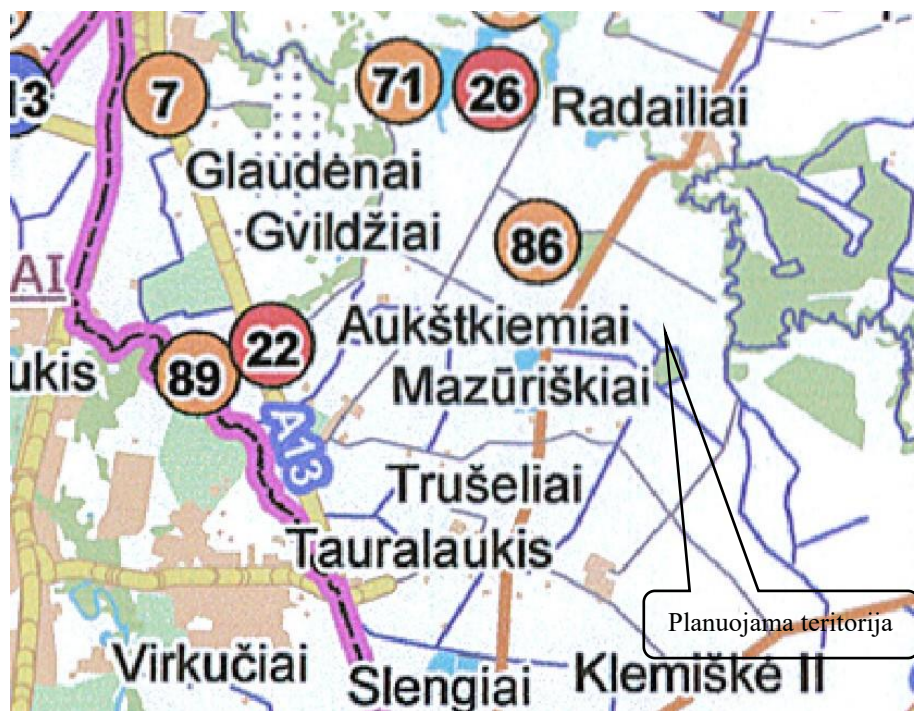 13
7
71
26
Radailiai
Glaudėnai
Gvildžiai
86
AI
Aukštkiemiai
22
ukis
89
Mazūriškiai
A13
Trušeliai
Tauralaukis
Planuojama teritorija
Virkučiai
Slengiai
Klemiškė II